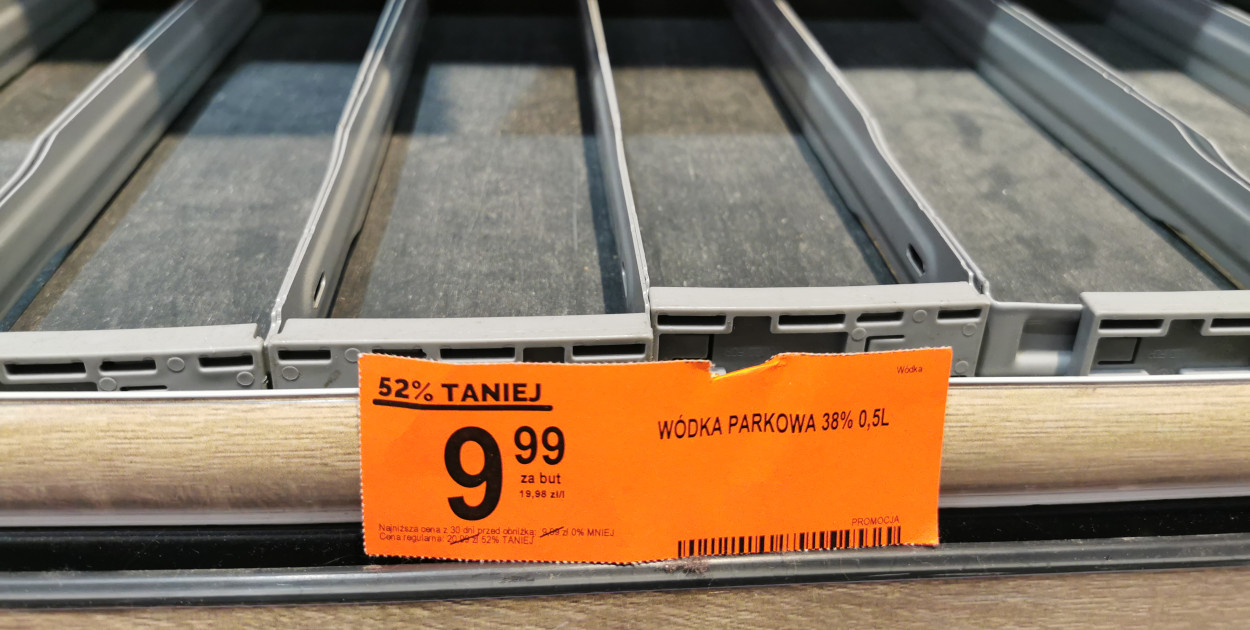 52% TANIEJ
9 99
za but
19,98 zł/l
Najniższa cena z 30 dni przed obniżką: 9,99 zł 0% MNIEJ
Cena regularna: 20,99 zł 52% TANIEJ
Wódka
WÓDKA PARKOWA 38% 0,5L
PROMOCJA